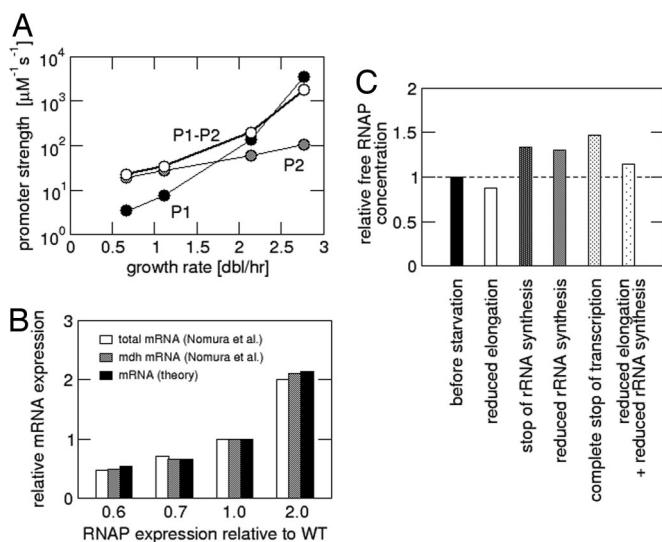 A
promoter strength [μM⁻¹ s⁻¹]
10⁴
10³
10²
10¹
10⁰
P1-P2
P2
P1
0 0.5 1 1.5 2 2.5 3
growth rate [dbl/hr]
B
relative mRNA expression
3
2
1
0
total mRNA (Nomura et al.)
mdh mRNA (Nomura et al.)
mRNA (theory)
0.6 0.7 1.0 2.0
RNAP expression relative to WT
C
relative free RNAP
concentration
2
1.5
1
0.5
0
before starvation
reduced elongation
stop of rRNA synthesis
reduced rRNA synthesis
complete stop of transcription
reduced elongation
+ reduced rRNA synthesis